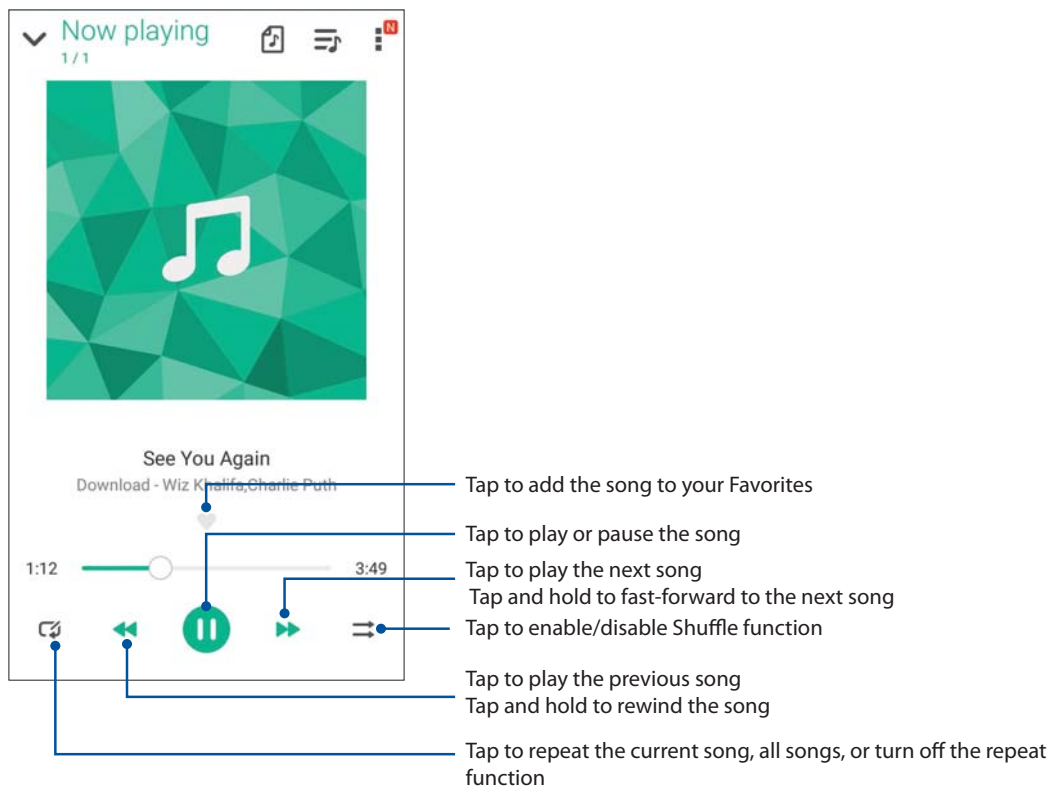 Now playing
1 / 1
N
See You Again
Download - Wiz Khalifa,Charlie Puth
Tap to add the song to your Favorites
Tap to play or pause the song
1:12
3:49
Tap to play the next song
Tap and hold to fast-forward to the next song
Tap to enable/disable Shuffle function
Tap to play the previous song
Tap and hold to rewind the song
Tap to repeat the current song, all songs, or turn off the repeat
function